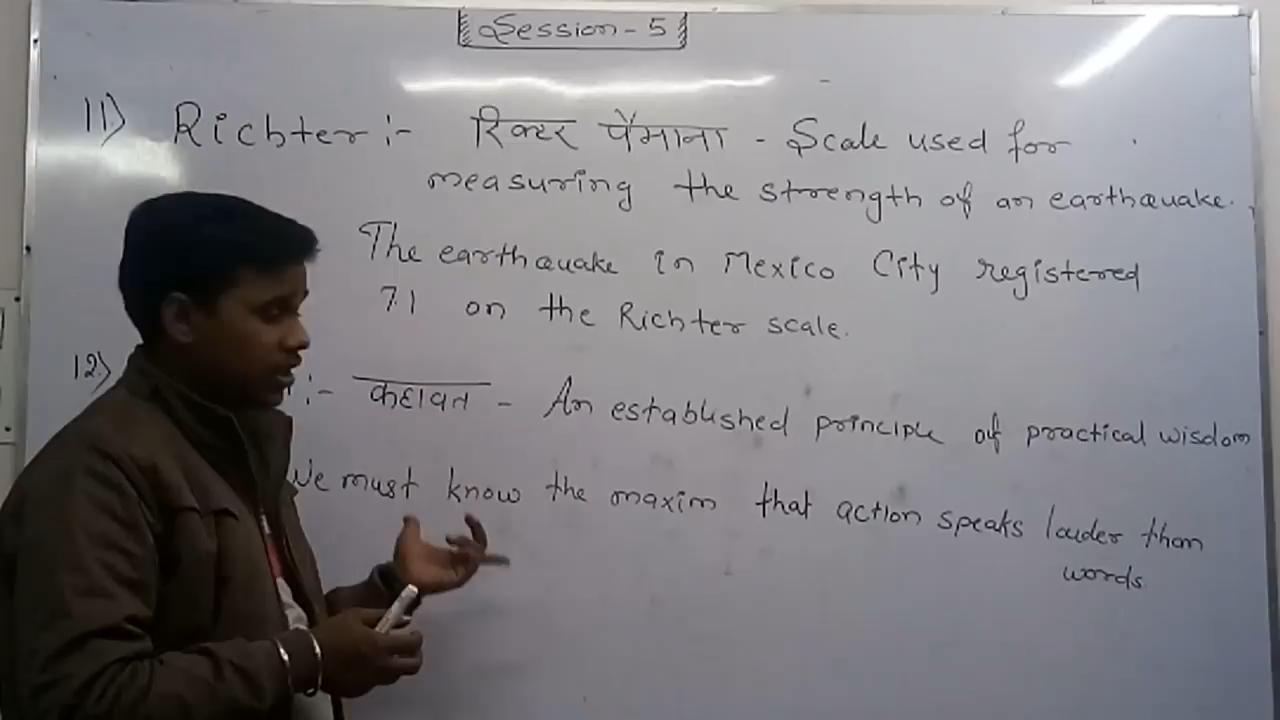 Session - 5
11) Richter :- रिक्टर पैमाना - Scale used for
measuring the strength of an earthquake.
The earthquake in Mexico City registered
7.1 on the Richter scale.
12.) :- कहावत - An established principle of practical wisdom
We must know the maxim that action speaks louder than
words